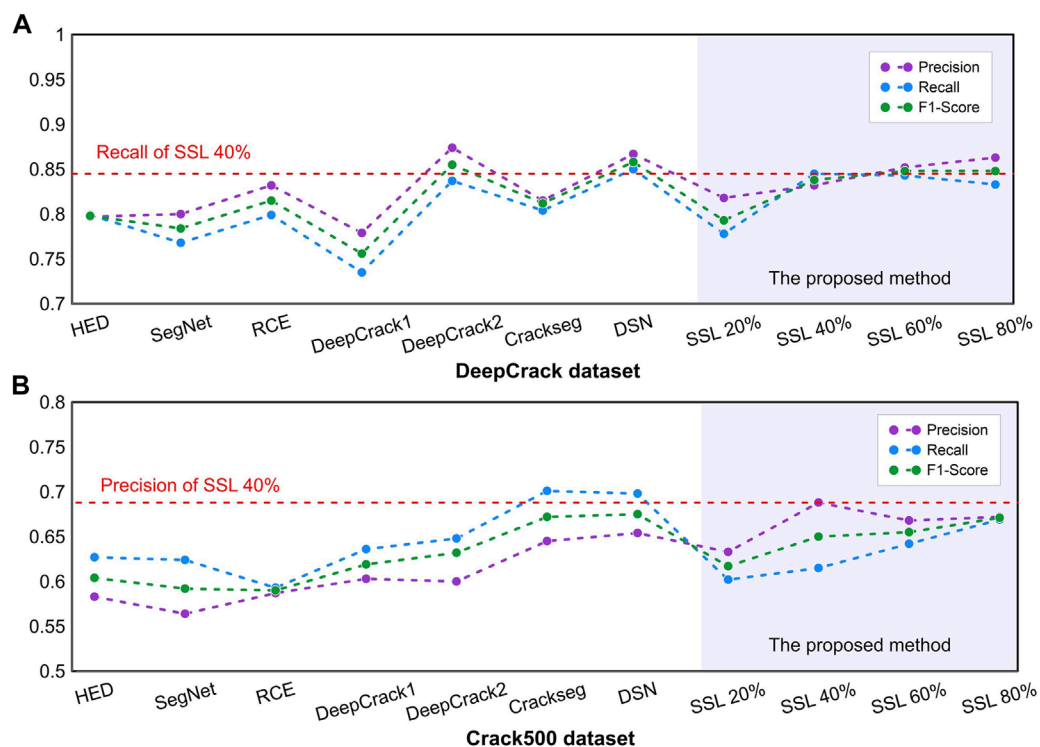 A
1
0.95
0.9
0.85
0.8
0.75
0.7
Precision
Recall
F1-Score
Recall of SSL 40%
The proposed method
HED
SegNet
RCE
DeepCrack1
DeepCrack2
Crackseg
DSN
SSL 20%
SSL 40%
SSL 60%
SSL 80%
DeepCrack dataset
B
0.8
0.75
0.7
0.65
0.6
0.55
0.5
Precision
Recall
F1-Score
Precision of SSL 40%
The proposed method
HED
SegNet
RCE
DeepCrack1
DeepCrack2
Crackseg
DSN
SSL 20%
SSL 40%
SSL 60%
SSL 80%
Crack500 dataset